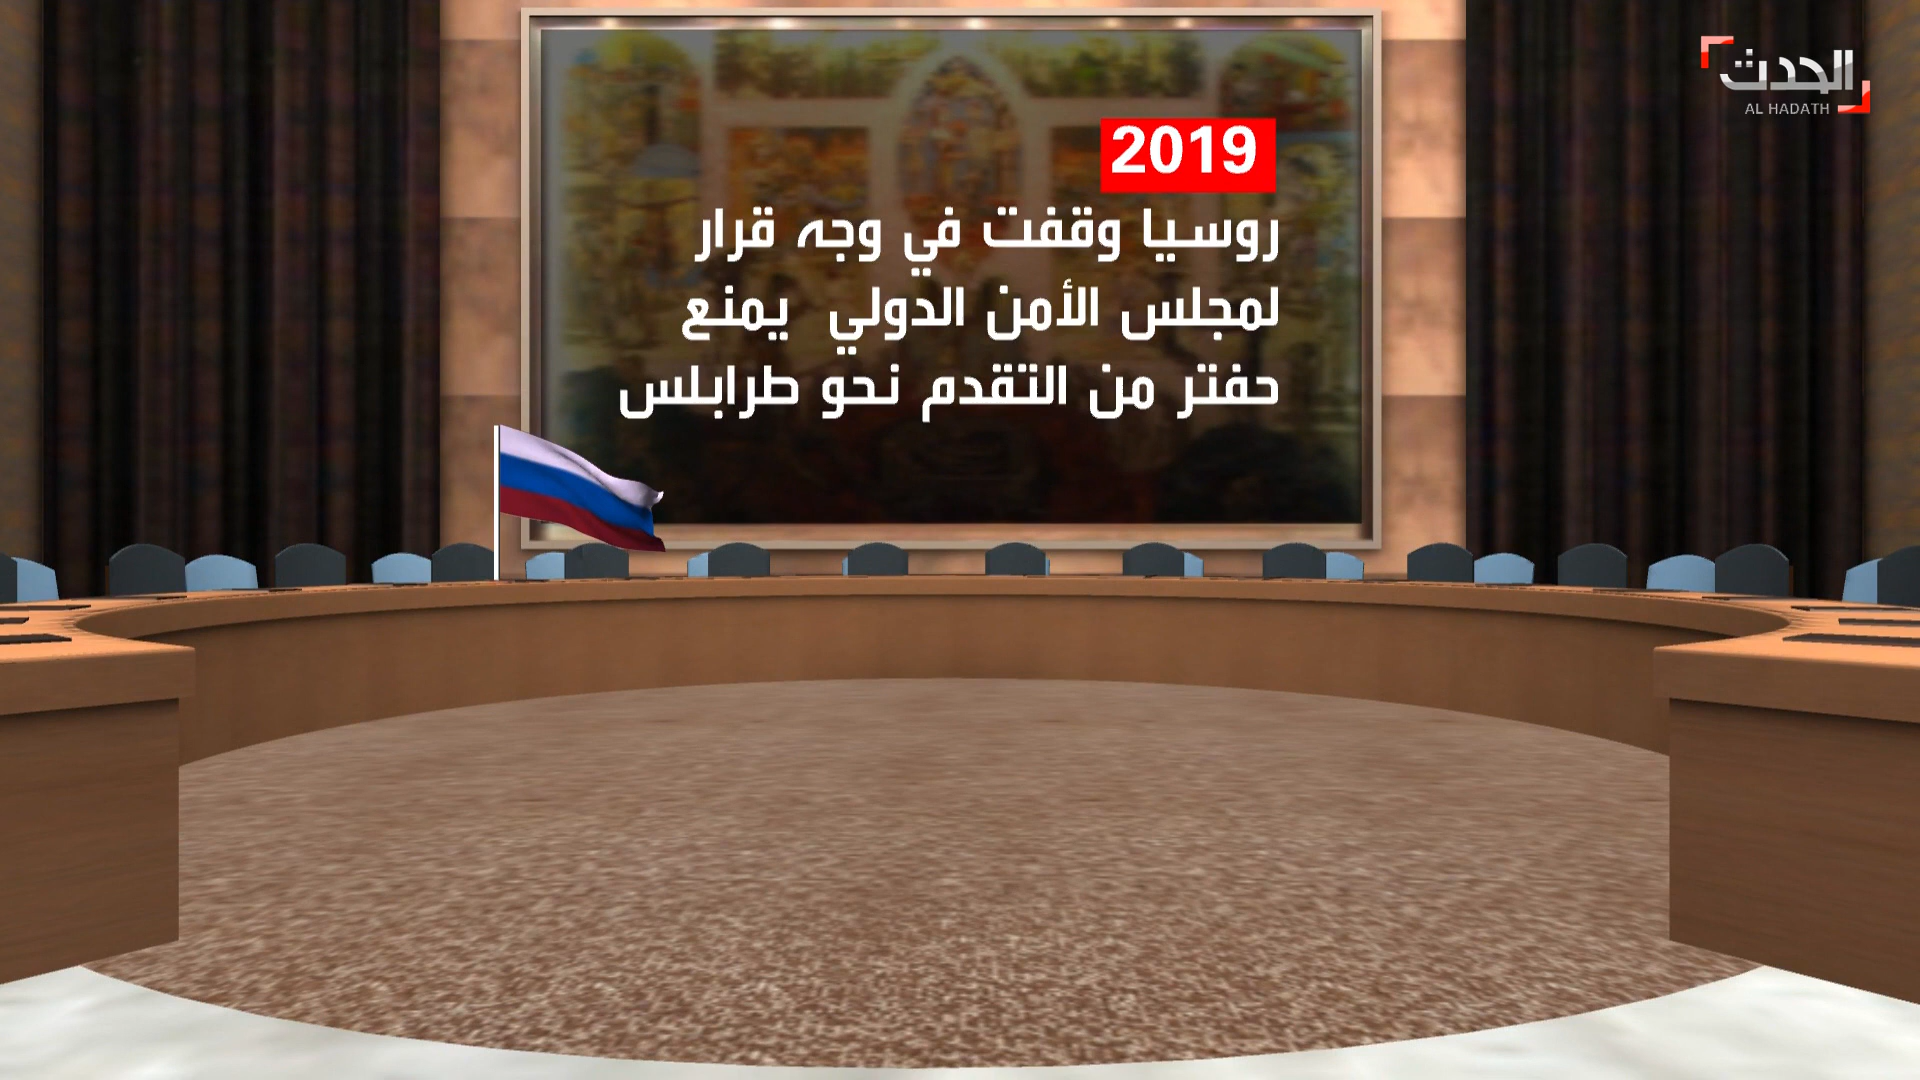 الحدث
AL HADATH
2019
روسيا وقفت في وجه قرار
لمجلس الأمن الدولي يمنع
حفتر من التقدم نحو طرابلس